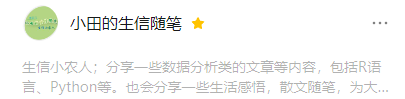 小田的生信随笔
生信小农人；分享一些数据分析类的文章等内容，包括R语
言、Python等。也会分享一些生活感悟，散文随笔，为大...